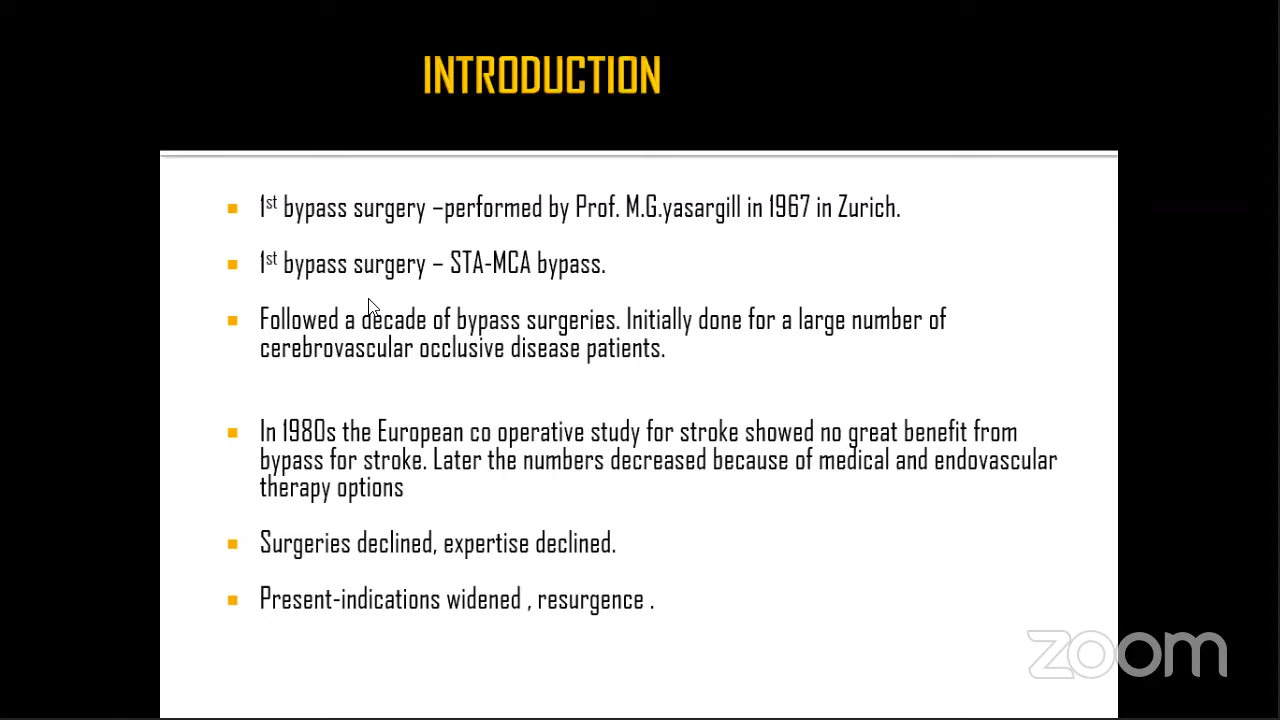 INTRODUCTION
1st bypass surgery –performed by Prof. M.G.yasargill in 1967 in Zurich.
1st bypass surgery – STA-MCA bypass.
Followed a decade of bypass surgeries. Initially done for a large number of
cerebrovascular occlusive disease patients.
In 1980s the European co operative study for stroke showed no great benefit from
bypass for stroke. Later the numbers decreased because of medical and endovascular
therapy options
Surgeries declined, expertise declined.
Present-indications widened , resurgence .
zoom